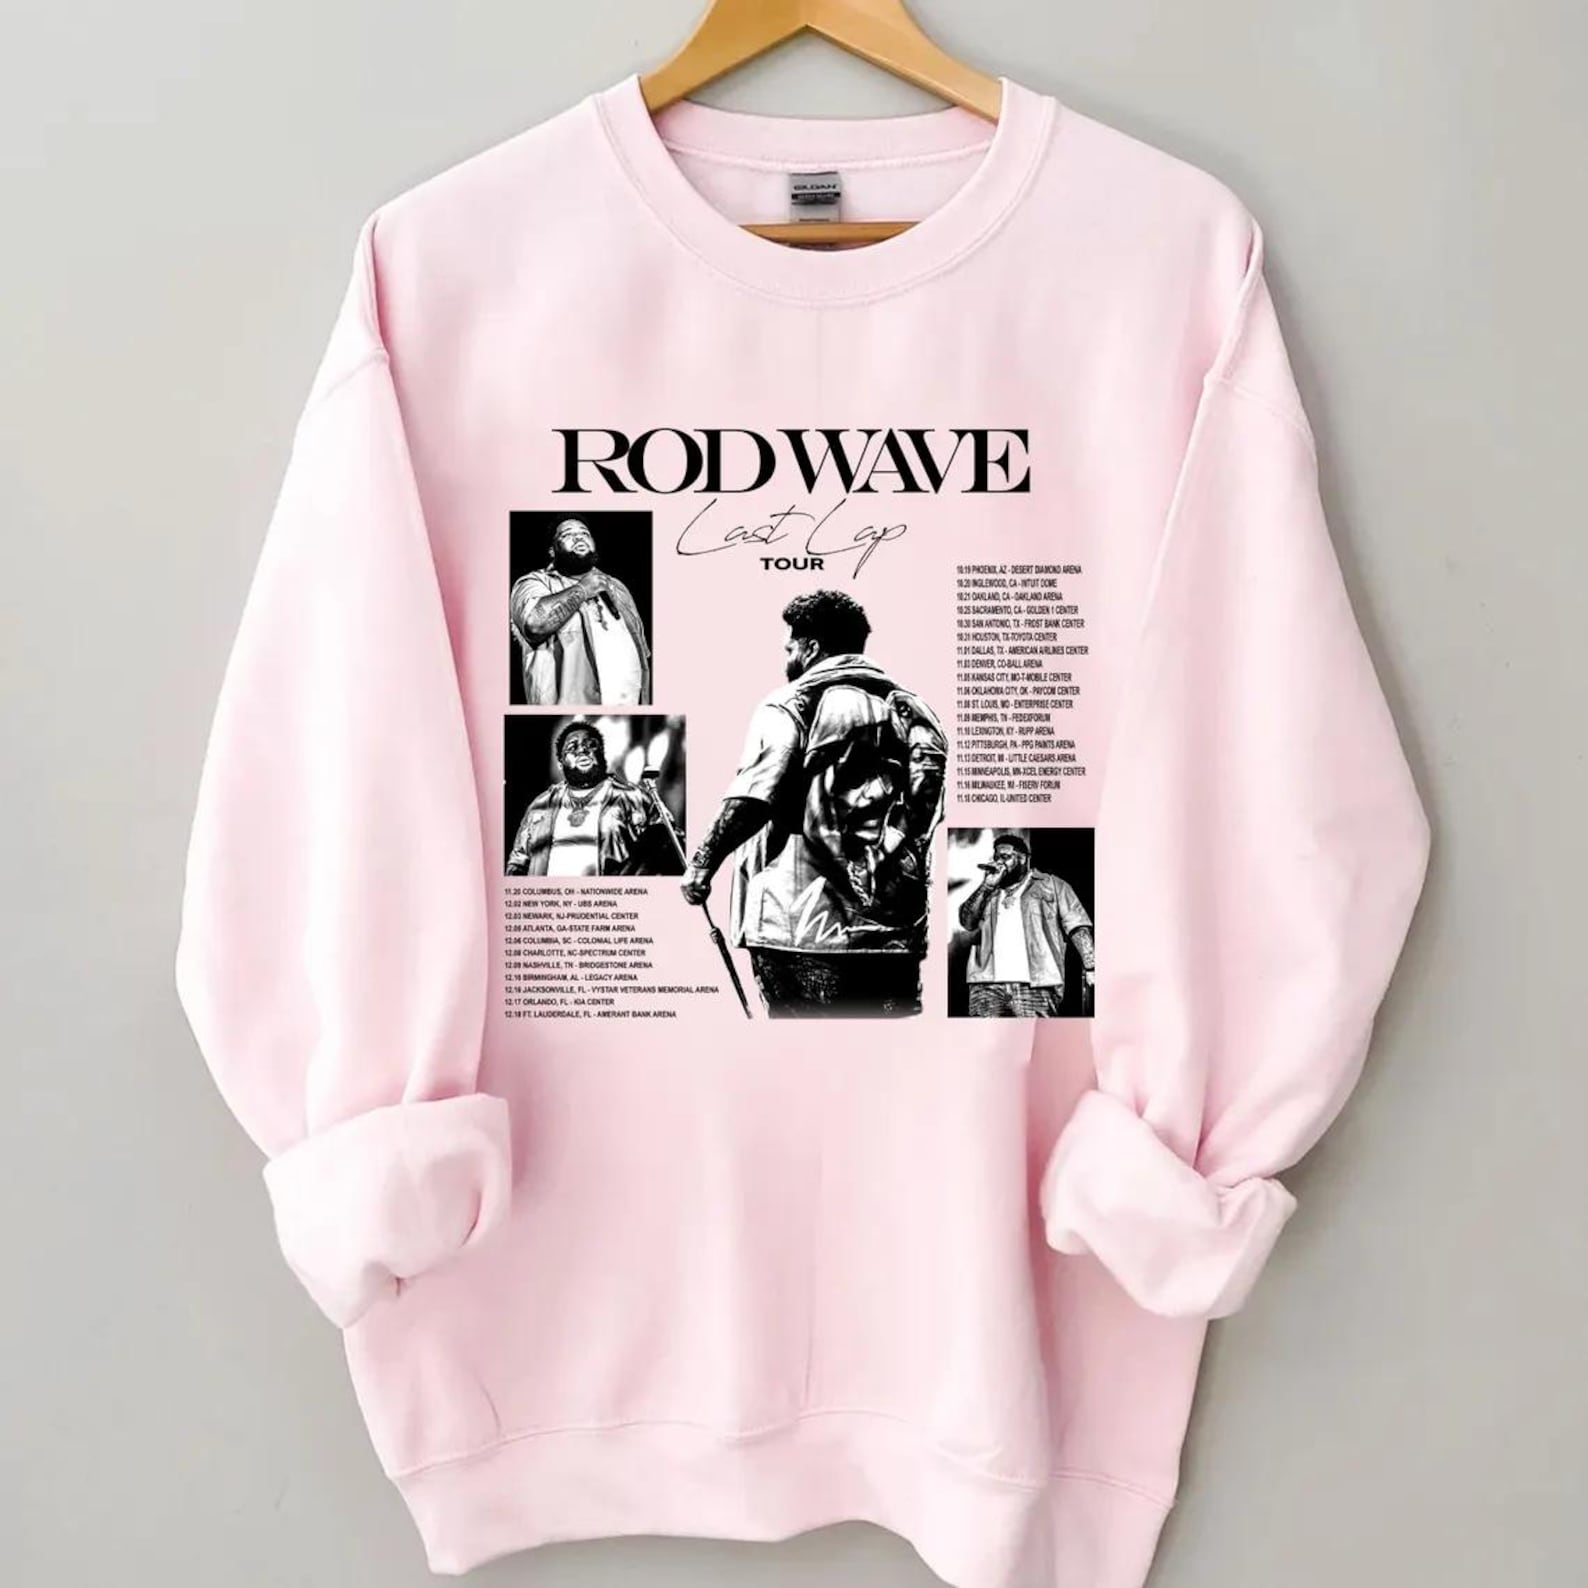 GILDAN
ROD WAVE
Last Lap
TOUR
10.19 PHOENIX, AZ - DESERT DIAMOND ARENA
10.20 INGLEWOOD, CA - INTUIT DOME
10.21 OAKLAND, CA - OAKLAND ARENA
10.25 SACRAMENTO, CA - GOLDEN 1 CENTER
10.30 SAN ANTONIO, TX - FROST BANK CENTER
10.31 HOUSTON, TX-TOYOTA CENTER
11.01 DALLAS, TX - AMERICAN AIRLINES CENTER
11.03 DENVER, CO-BALL ARENA
11.05 KANSAS CITY, MO-T-MOBILE CENTER
11.06 OKLAHOMA CITY, OK - PAYCOM CENTER
11.08 ST. LOUIS, MO - ENTERPRISE CENTER
11.09 MEMPHIS, TN - FEDEXFORUM
11.10 LEXINGTON, KY - RUPP ARENA
11.12 PITTSBURGH, PA - PPG PAINTS ARENA
11.13 DETROIT, MI - LITTLE CAESARS ARENA
11.15 MINNEAPOLIS, MN-XCEL ENERGY CENTER
11.16 MILWAUKEE, WI - FISERV FORUM
11.18 CHICAGO, IL-UNITED CENTER
11.20 COLUMBUS, OH - NATIONWIDE ARENA
12.02 NEW YORK, NY - UBS ARENA
12.03 NEWARK, NJ-PRUDENTIAL CENTER
12.05 ATLANTA, GA-STATE FARM ARENA
12.06 COLUMBIA, SC - COLONIAL LIFE ARENA
12.08 CHARLOTTE, NC-SPECTRUM CENTER
12.09 NASHVILLE, TN - BRIDGESTONE ARENA
12.10 BIRMINGHAM, AL - LEGACY ARENA
12.16 JACKSONVILLE, FL - VYSTAR VETERANS MEMORIAL ARENA
12.17 ORLANDO, FL - KIA CENTER
12.18 FT. LAUDERDALE, FL - AMERANT BANK ARENA